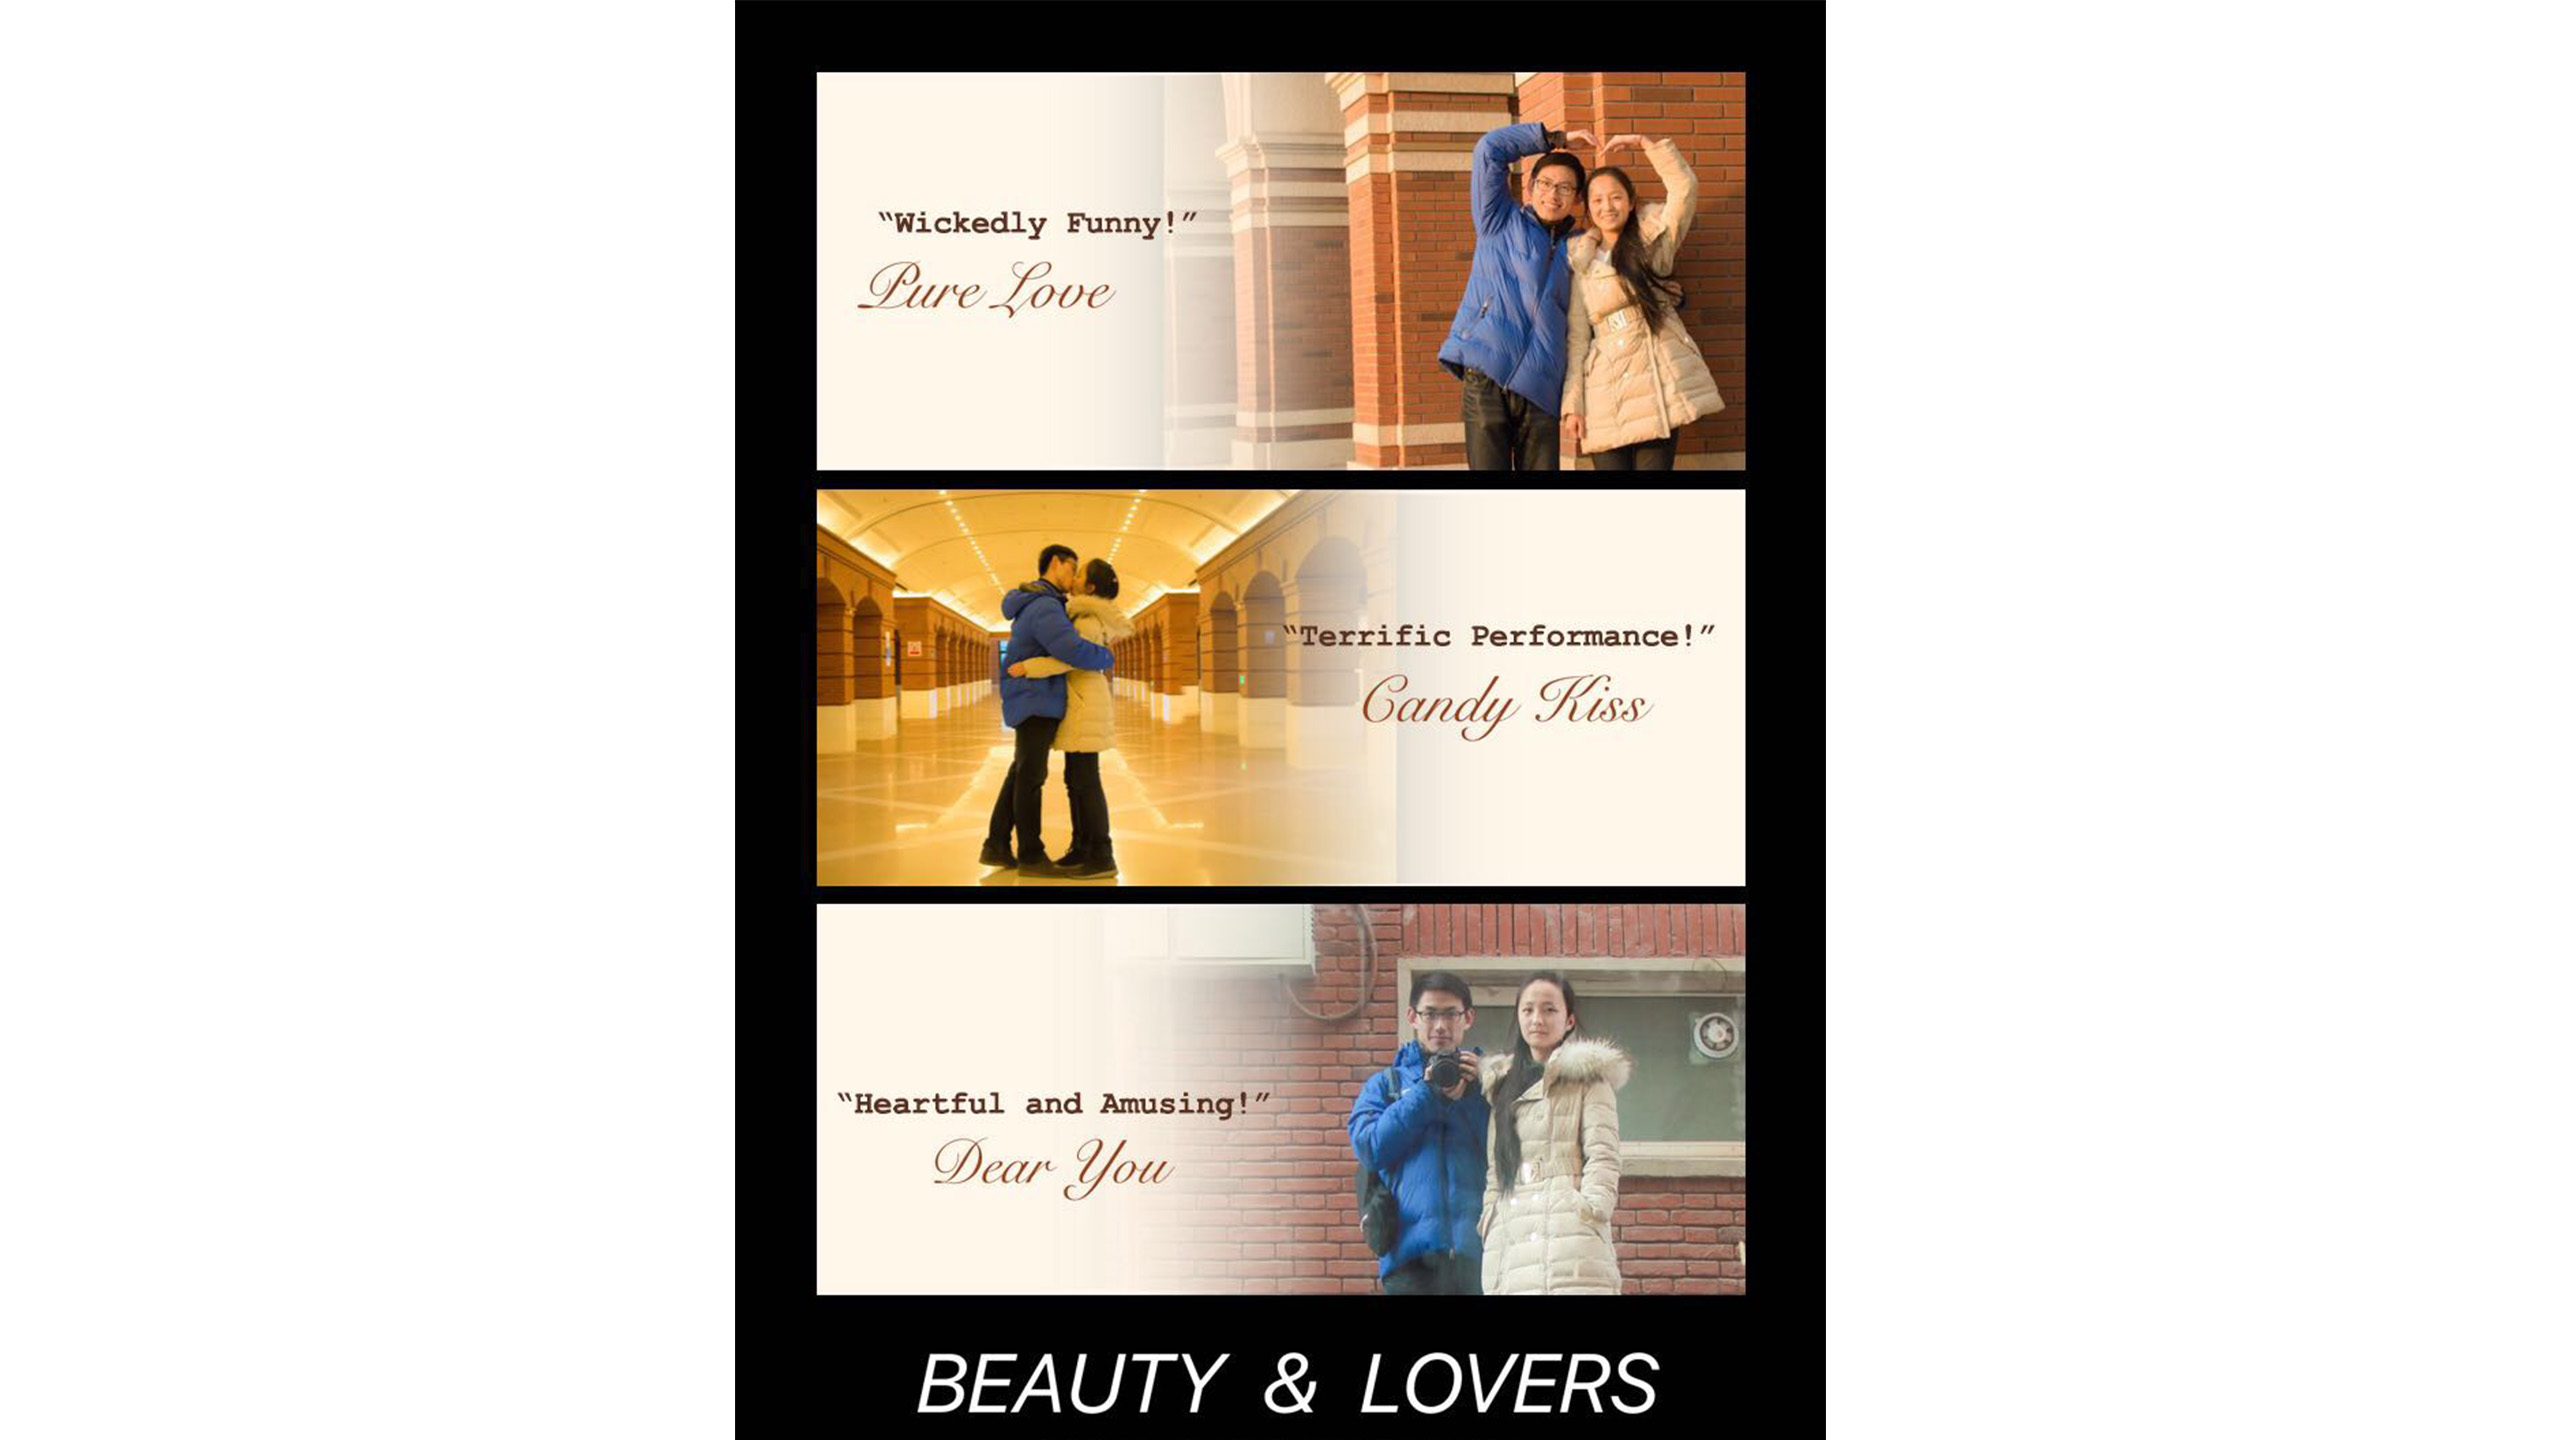 “Wickedly Funny!”
Pure Love
“Terrific Performance!”
Candy Kiss
“Heartful and Amusing!”
Dear You
BEAUTY & LOVERS